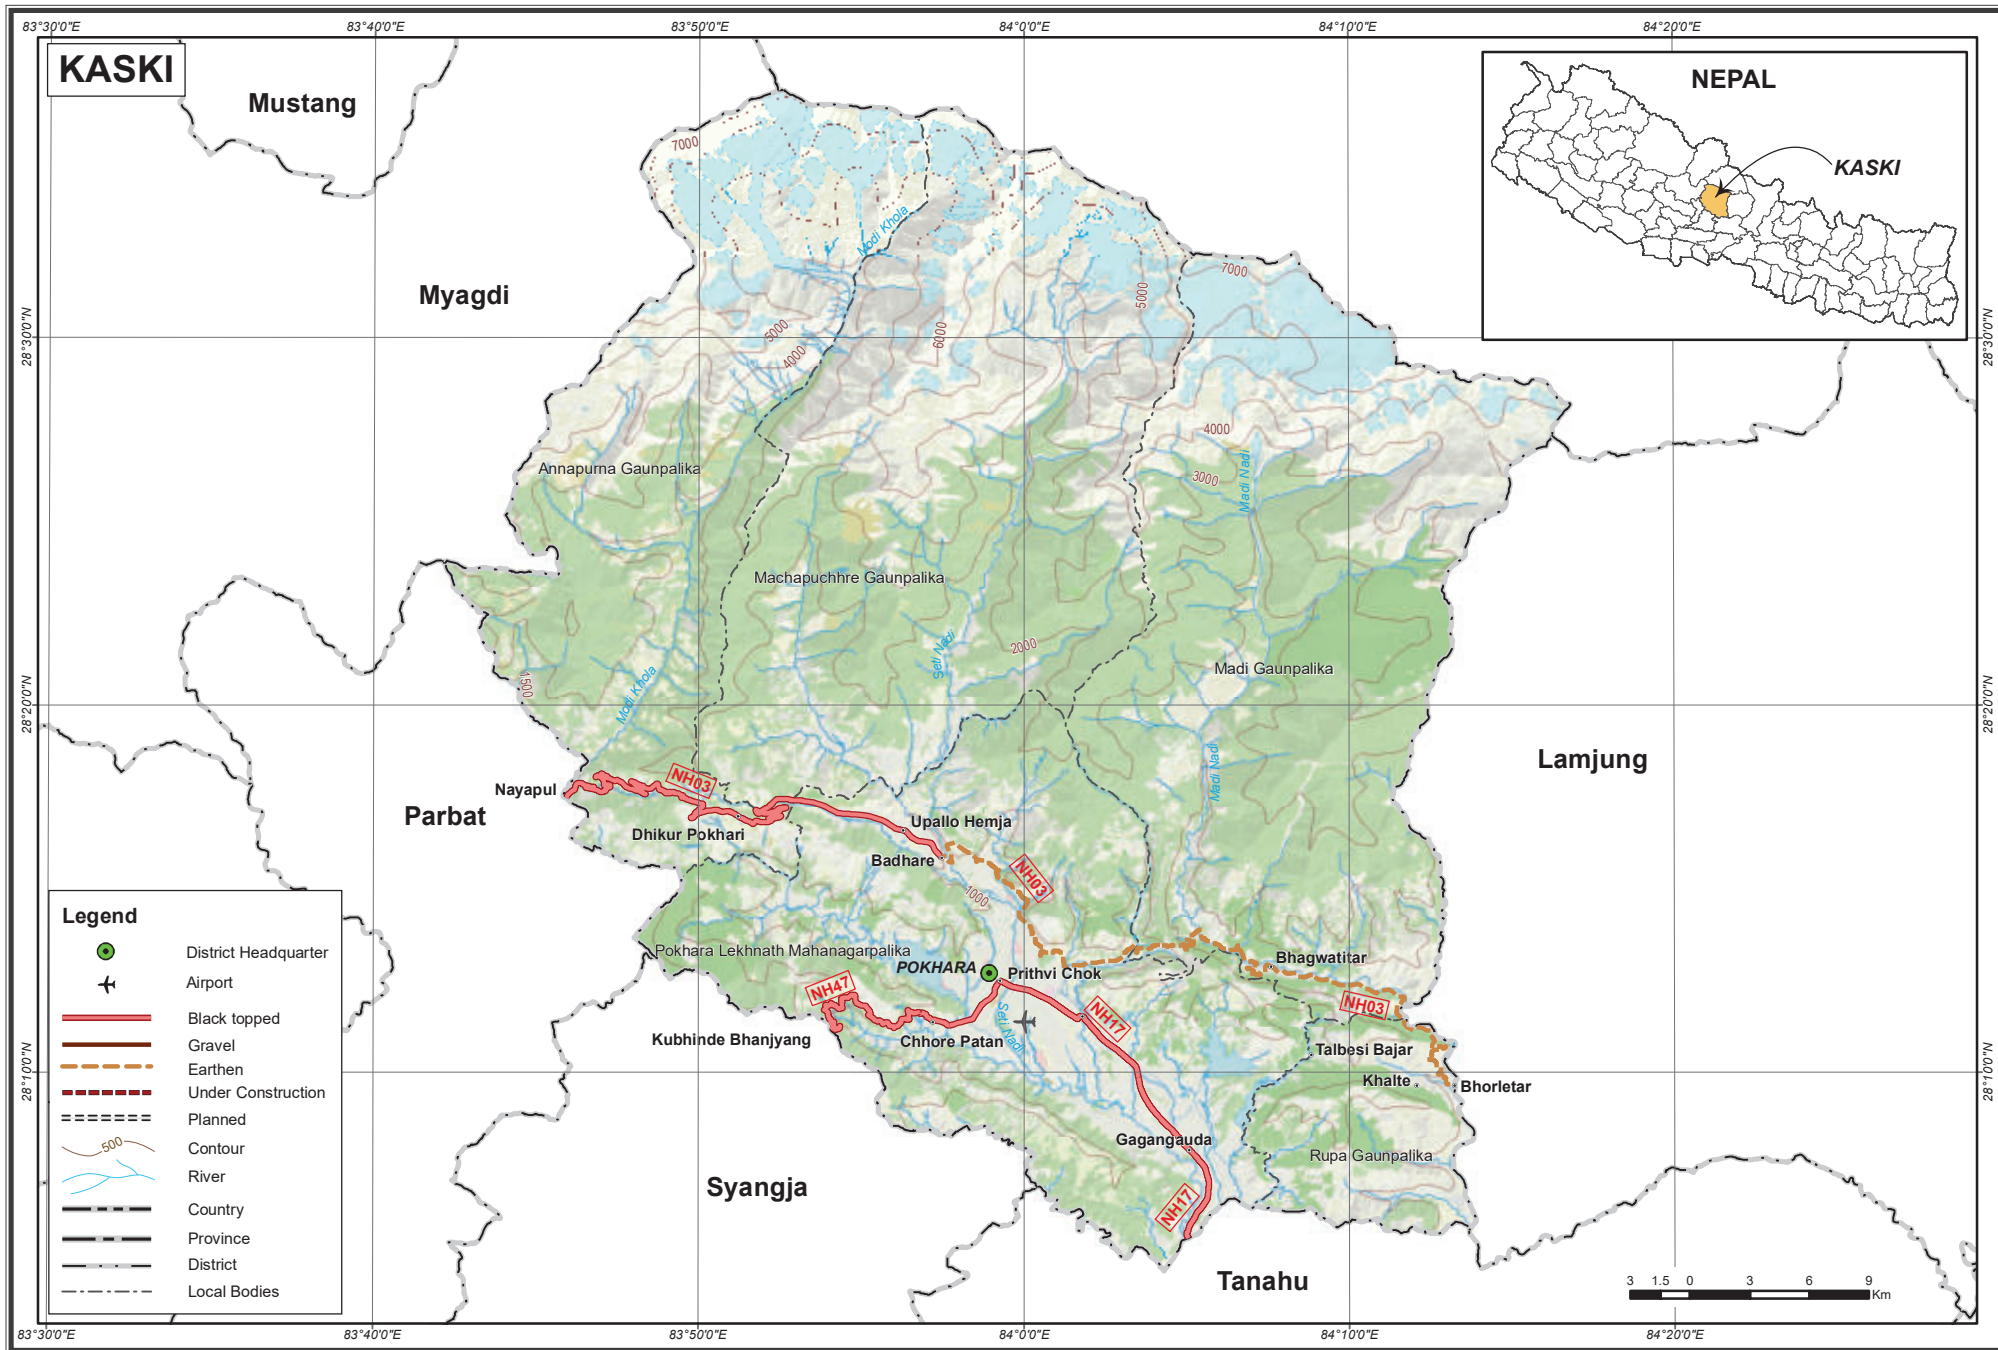 83°30'0"E
83°40'0"E
83°50'0"E
84°0'0"E
84°10'0"E
84°20'0"E
KASKI
Mustang
NEPAL
KASKI
7000
Modi Khola
Myagdi
7000
5000
5000
4000
6000
28°30'0"N
28°30'0"N
4000
3000
Madi Nadi
Annapurna Gaunpalika
Machapuchhre Gaunpalika
Seti Nadi
2000
Madi Gaunpalika
1500
Modi Khola
28°20'0"N
28°20'0"N
Madi Nadi
Lamjung
Nayapul
NH03
Parbat
Dhikur Pokhari
Upallo Hemja
Badhare
NH03
1000
Pokhara Lekhnath Mahanagarpalika
POKHARA
Prithvi Chok
Bhagwatitar
NH47
NH03
Seti Nadi
NH17
Kubhinde Bhanjyang
Chhore Patan
Talbesi Bajar
28°10'0"N
28°10'0"N
Khalte
Bhorletar
Gagangauda
Rupa Gaunpalika
NH17
Syangja
Tanahu
Legend
District Headquarter
Airport
Black topped
Gravel
Earthen
Under Construction
Planned
500
Contour
River
Country
Province
District
Local Bodies
3 1.5 0 3 6 9
Km
83°30'0"E
83°40'0"E
83°50'0"E
84°0'0"E
84°10'0"E
84°20'0"E